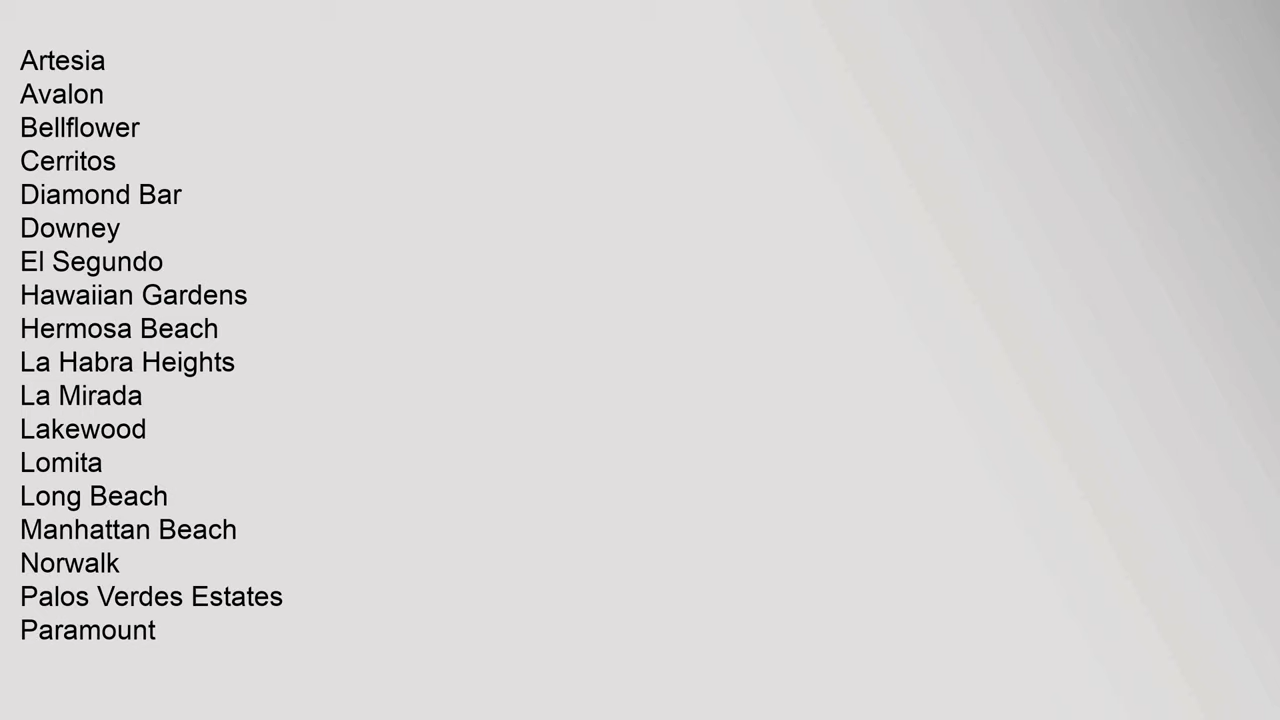 Artesia
Avalon
Bellflower
Cerritos
Diamond Bar
Downey
El Segundo
Hawaiian Gardens
Hermosa Beach
La Habra Heights
La Mirada
Lakewood
Lomita
Long Beach
Manhattan Beach
Norwalk
Palos Verdes Estates
Paramount